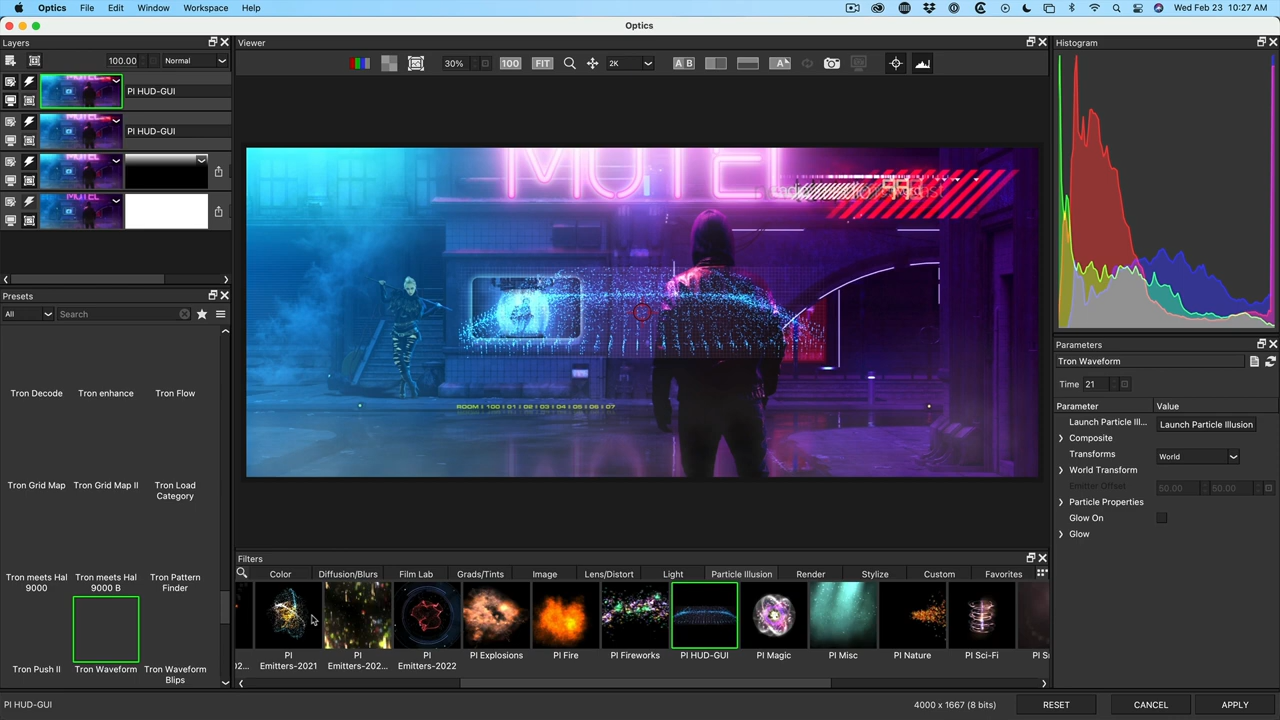 Optics File Edit Window Workspace Help
Wed Feb 23 10:27 AM
Optics
Layers
100.00 Normal
PI HUD-GUI
PI HUD-GUI
Presets
All Search
Tron Decode Tron enhance Tron Flow
Tron Grid Map Tron Grid Map II Tron Load Category
Tron meets Hal 9000 Tron meets Hal 9000 B Tron Pattern Finder
Tron Push II Tron Waveform Tron Waveform Blips
PI HUD-GUI
Viewer
30% 100 FIT 2K A B A
MOTEL
ROOM | 100 | 01 | 02 | 03 | 04 | 05 | 06 | 07
Filters
Color Diffusion/Blurs Film Lab Grads/Tints Image Lens/Distort Light Particle Illusion Render Stylize Custom Favorites
PI Emitters-2021 PI Emitters-202... PI Emitters-2022 PI Explosions PI Fire PI Fireworks PI HUD-GUI PI Magic PI Misc PI Nature PI Sci-Fi
Histogram
Parameters
Tron Waveform
Time 21
Parameter Value
Launch Particle Ill... Launch Particle Illusion
Composite
Transforms World
World Transform
Emitter Offset 50.00 50.00
Particle Properties
Glow On
Glow
4000 x 1667 (8 bits) RESET CANCEL APPLY